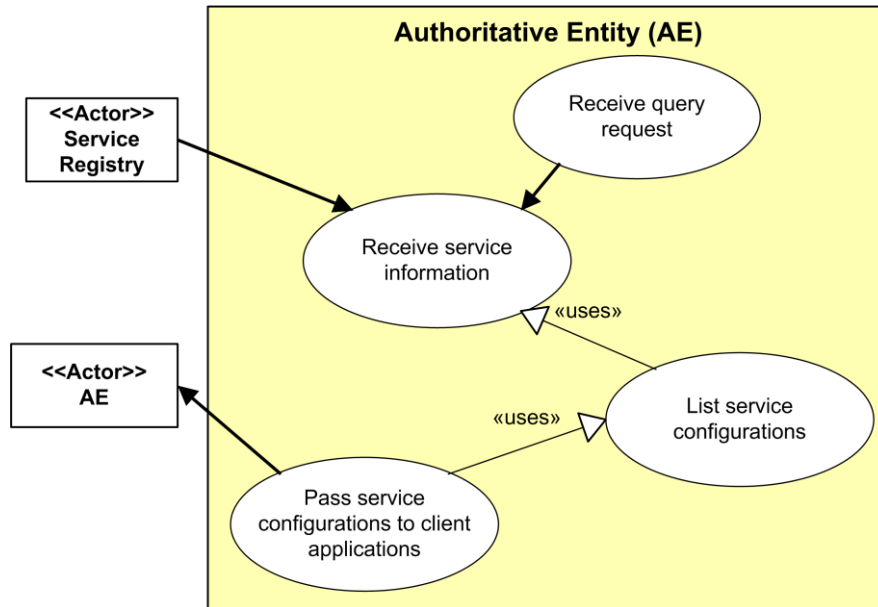 Authoritative Entity (AE)
<<Actor>>
Service
Registry
Receive query
request
Receive service
information
«uses»
<<Actor>>
AE
List service
configurations
«uses»
Pass service
configurations to client
applications